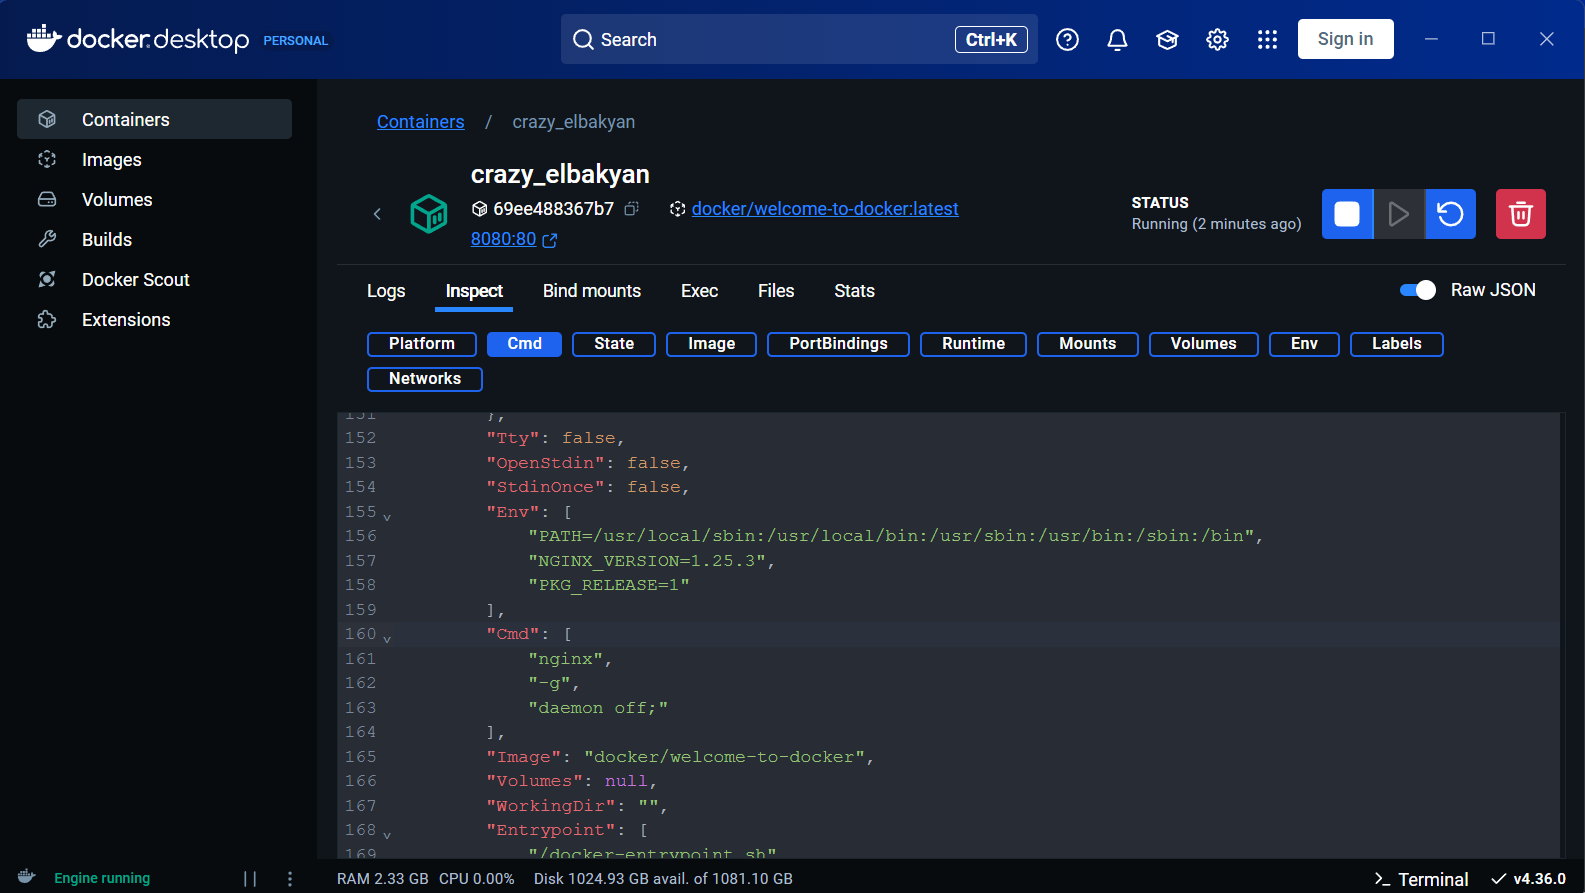 docker.desktop PERSONAL
Search Ctrl+K
Sign in
Containers
Images
Volumes
Builds
Docker Scout
Extensions
Containers / crazy_elbakyan
crazy_elbakyan
69ee488367b7 docker/welcome-to-docker:latest
8080:80
STATUS
Running (2 minutes ago)
Logs Inspect Bind mounts Exec Files Stats Raw JSON
Platform Cmd State Image PortBindings Runtime Mounts Volumes Env Labels
Networks
151 },
152 "Tty": false,
153 "OpenStdin": false,
154 "StdinOnce": false,
155 "Env": [
156 "PATH=/usr/local/sbin:/usr/local/bin:/usr/sbin:/usr/bin:/sbin:/bin",
157 "NGINX_VERSION=1.25.3",
158 "PKG_RELEASE=1"
159 ],
160 "Cmd": [
161 "nginx",
162 "-g",
163 "daemon off;"
164 ],
165 "Image": "docker/welcome-to-docker",
166 "Volumes": null,
167 "WorkingDir": "",
168 "Entrypoint": [
169 "/docker-entrypoint.sh"
Engine running
RAM 2.33 GB CPU 0.00% Disk 1024.93 GB avail. of 1081.10 GB
>_ Terminal
v4.36.0